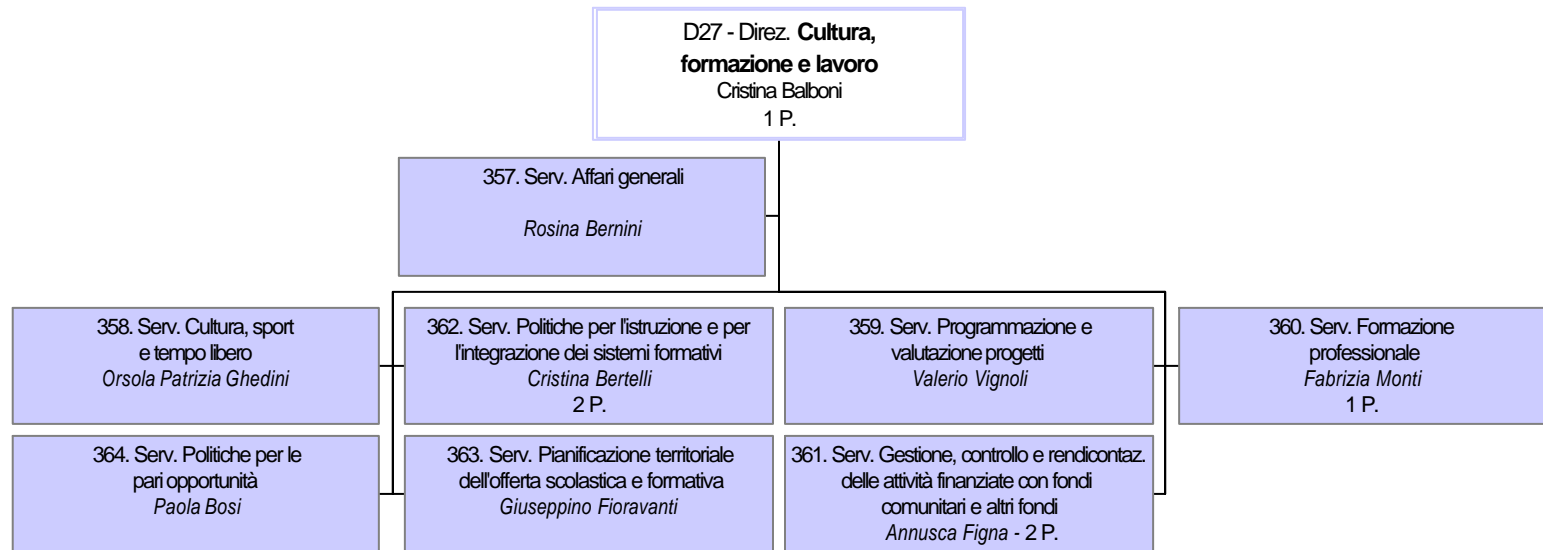 D27 - Direz. Cultura,
formazione e lavoro
Cristina Balboni
1 P.
357. Serv. Affari generali
Rosina Bernini
358. Serv. Cultura, sport
e tempo libero
Orsola Patrizia Ghedini
362. Serv. Politiche per l'istruzione e per
l'integrazione dei sistemi formativi
Cristina Bertelli
2 P.
359. Serv. Programmazione e
valutazione progetti
Valerio Vignoli
360. Serv. Formazione
professionale
Fabrizia Monti
1 P.
364. Serv. Politiche per le
pari opportunità
Paola Bosi
363. Serv. Pianificazione territoriale
dell'offerta scolastica e formativa
Giuseppino Fioravanti
361. Serv. Gestione, controllo e rendicontaz.
delle attività finanziate con fondi
comunitari e altri fondi
Annusca Figna - 2 P.